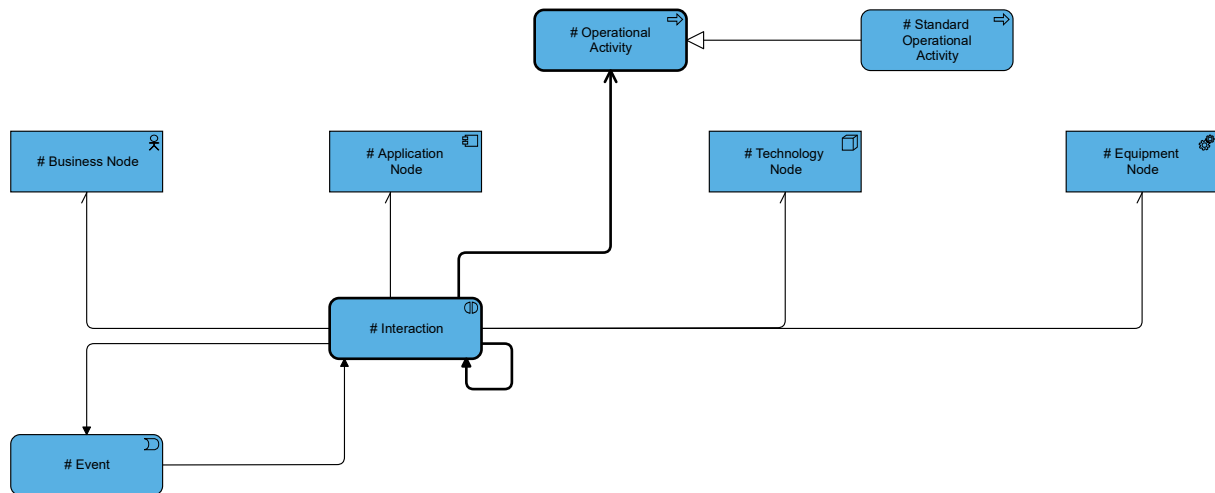 # Operational
Activity
# Standard
Operational
Activity
# Business Node
# Application
Node
# Technology
Node
# Equipment
Node
# Interaction
# Event